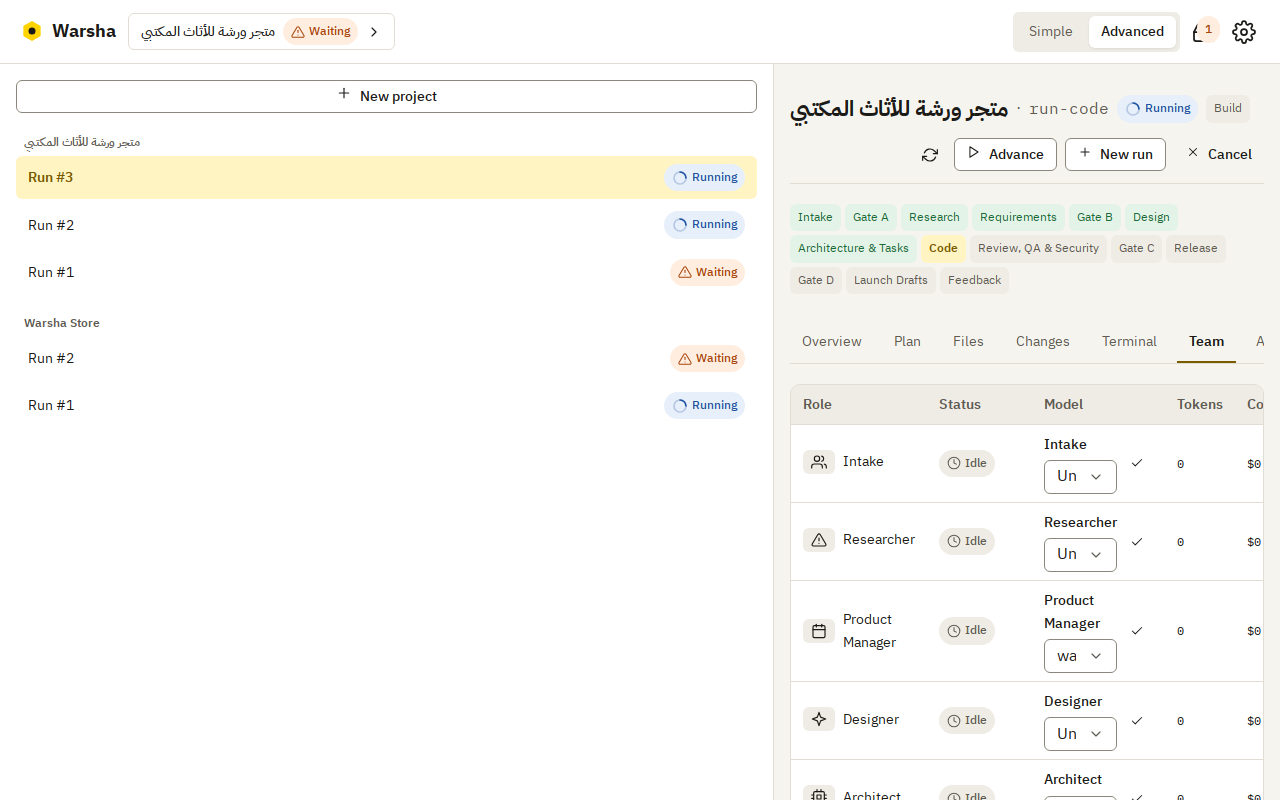 Warsha
متجر ورشة للأثاث المكتبي
Waiting
Simple
Advanced
1
New project
متجر ورشة للأثاث المكتبي
Run #3
Running
Run #2
Running
Run #1
Waiting
Warsha Store
Run #2
Waiting
Run #1
Running
متجر ورشة للأثاث المكتبي · run-code
Running
Build
Advance
New run
Cancel
Intake
Gate A
Research
Requirements
Gate B
Design
Architecture & Tasks
Code
Review, QA & Security
Gate C
Release
Gate D
Launch Drafts
Feedback
Overview
Plan
Files
Changes
Terminal
Team
A
Role
Status
Model
Tokens
Co
Intake
Idle
Intake
Un
0
$0
Researcher
Idle
Researcher
Un
0
$0
Product
Manager
Idle
Product
Manager
wa
0
$0
Designer
Idle
Designer
Un
0
$0
Architect
Idle
Architect
0
$0